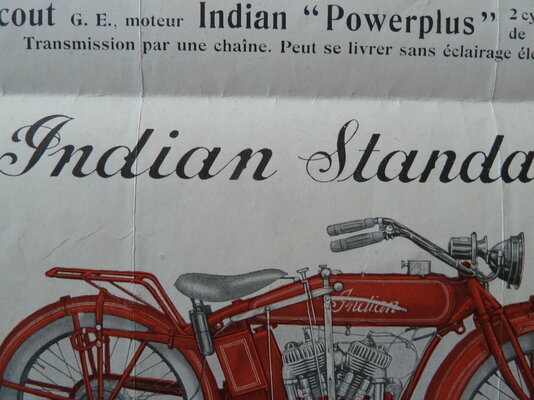 cout G. E., moteur Indian "Powerplus" 2 cy
de
Transmission par une chaîne. Peut se livrer sans éclairage éle
Indian Standa
Indian